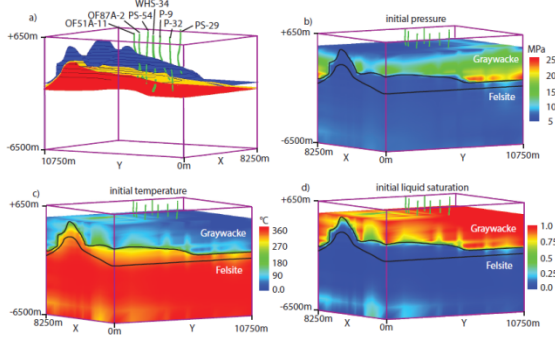 a)
WHS-34
OF87A-2 PS-54 P-9
OF51A-11 P-32 PS-29
+650m
-6500m
10750m Y 0m X 8250m
b) initial pressure
+650m
MPa
25
20
15
10
5
Graywacke
Felsite
-6500m
8250m X 0m Y 10750m
c) initial temperature
+650m
°C
360
270
180
90
0.0
Graywacke
Felsite
-6500m
8250m X 0m Y 10750m
d) initial liquid saturation
+650m
1.0
0.75
0.5
0.25
0.0
Graywacke
Felsite
-6500m
8250m X 0m Y 10750m